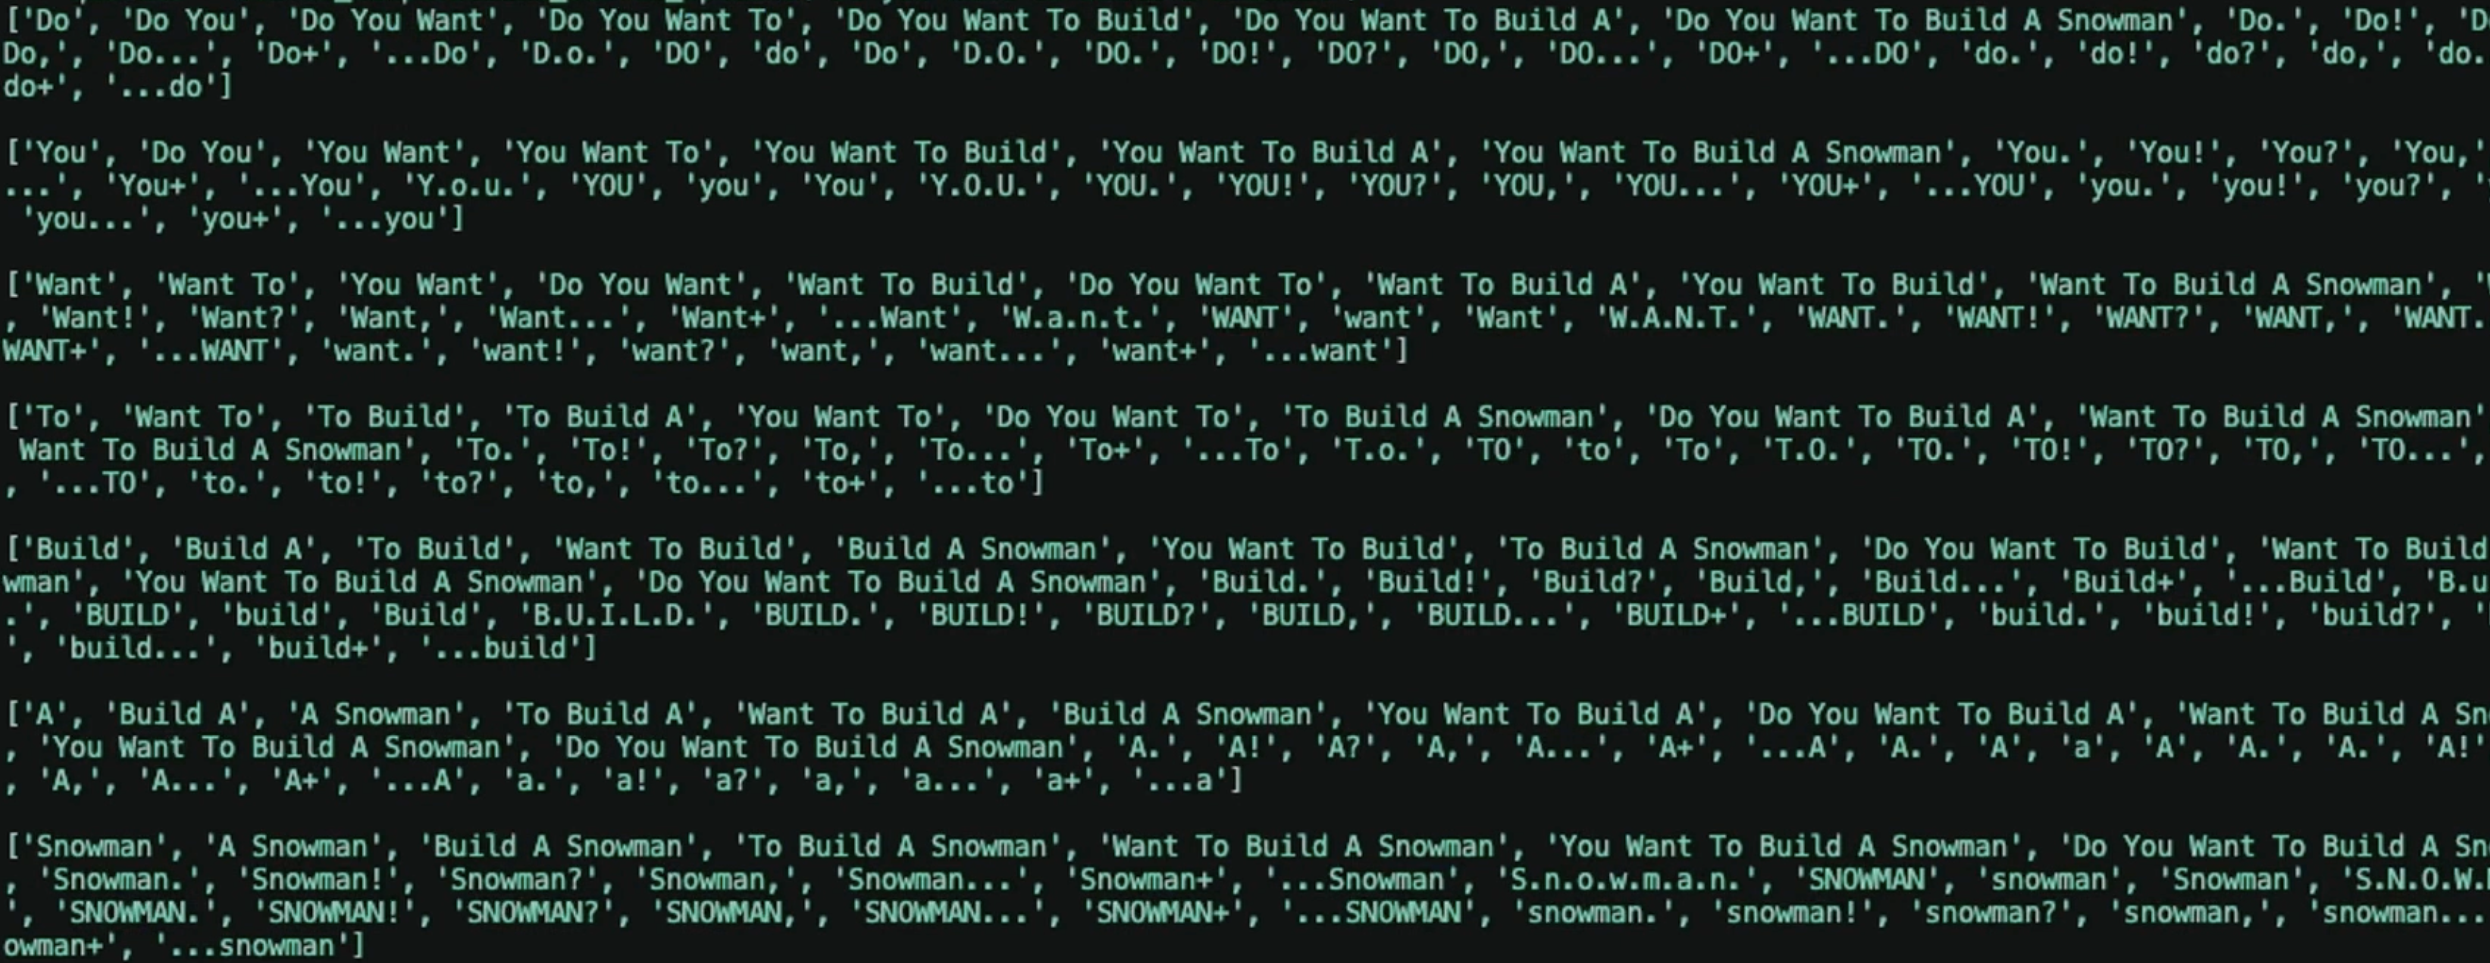 ['Do', 'Do You', 'Do You Want', 'Do You Want To', 'Do You Want To Build', 'Do You Want To Build A', 'Do You Want To Build A Snowman', 'Do.', 'Do!', 'D
Do,', 'Do...', 'Do+', '...Do', 'D.o.', 'DO', 'do', 'Do', 'D.O.', 'DO.', 'DO!', 'DO?', 'DO,', 'DO...', 'DO+', '...DO', 'do.', 'do!', 'do?', 'do,', 'do.
do+', '...do']
['You', 'Do You', 'You Want', 'You Want To', 'You Want To Build', 'You Want To Build A', 'You Want To Build A Snowman', 'You.', 'You!', 'You?', 'You,'
...', 'You+', '...You', 'Y.o.u.', 'YOU', 'you', 'You', 'Y.O.U.', 'YOU.', 'YOU!', 'YOU?', 'YOU,', 'YOU...', 'YOU+', '...YOU', 'you.', 'you!', 'you?', '
'you...', 'you+', '...you']
['Want', 'Want To', 'You Want', 'Do You Want', 'Want To Build', 'Do You Want To', 'Want To Build A', 'You Want To Build', 'Want To Build A Snowman', '
, 'Want!', 'Want?', 'Want,', 'Want...', 'Want+', '...Want', 'W.a.n.t.', 'WANT', 'want', 'Want', 'W.A.N.T.', 'WANT.', 'WANT!', 'WANT?', 'WANT,', 'WANT.
WANT+', '...WANT', 'want.', 'want!', 'want?', 'want,', 'want...', 'want+', '...want']
['To', 'Want To', 'To Build', 'To Build A', 'You Want To', 'Do You Want To', 'To Build A Snowman', 'Do You Want To Build A', 'Want To Build A Snowman'
Want To Build A Snowman', 'To.', 'To!', 'To?', 'To,', 'To...', 'To+', '...To', 'T.o.', 'TO', 'to', 'To', 'T.O.', 'TO.', 'TO!', 'TO?', 'TO,', 'TO...',
, '...TO', 'to.', 'to!', 'to?', 'to,', 'to...', 'to+', '...to']
['Build', 'Build A', 'To Build', 'Want To Build', 'Build A Snowman', 'You Want To Build', 'To Build A Snowman', 'Do You Want To Build', 'Want To Build
wman', 'You Want To Build A Snowman', 'Do You Want To Build A Snowman', 'Build.', 'Build!', 'Build?', 'Build,', 'Build...', 'Build+', '...Build', 'B.u
.', 'BUILD', 'build', 'Build', 'B.U.I.L.D.', 'BUILD.', 'BUILD!', 'BUILD?', 'BUILD,', 'BUILD...', 'BUILD+', '...BUILD', 'build.', 'build!', 'build?', '
', 'build...', 'build+', '...build']
['A', 'Build A', 'A Snowman', 'To Build A', 'Want To Build A', 'Build A Snowman', 'You Want To Build A', 'Do You Want To Build A', 'Want To Build A Sn
, 'You Want To Build A Snowman', 'Do You Want To Build A Snowman', 'A.', 'A!', 'A?', 'A,', 'A...', 'A+', '...A', 'A.', 'A', 'a', 'A', 'A.', 'A.', 'A!'
, 'A,', 'A...', 'A+', '...A', 'a.', 'a!', 'a?', 'a,', 'a...', 'a+', '...a']
['Snowman', 'A Snowman', 'Build A Snowman', 'To Build A Snowman', 'Want To Build A Snowman', 'You Want To Build A Snowman', 'Do You Want To Build A Sn
, 'Snowman.', 'Snowman!', 'Snowman?', 'Snowman,', 'Snowman...', 'Snowman+', '...Snowman', 'S.n.o.w.m.a.n.', 'SNOWMAN', 'snowman', 'Snowman', 'S.N.O.W.
', 'SNOWMAN.', 'SNOWMAN!', 'SNOWMAN?', 'SNOWMAN,', 'SNOWMAN...', 'SNOWMAN+', '...SNOWMAN', 'snowman.', 'snowman!', 'snowman?', 'snowman,', 'snowman...
owman+', '...snowman']